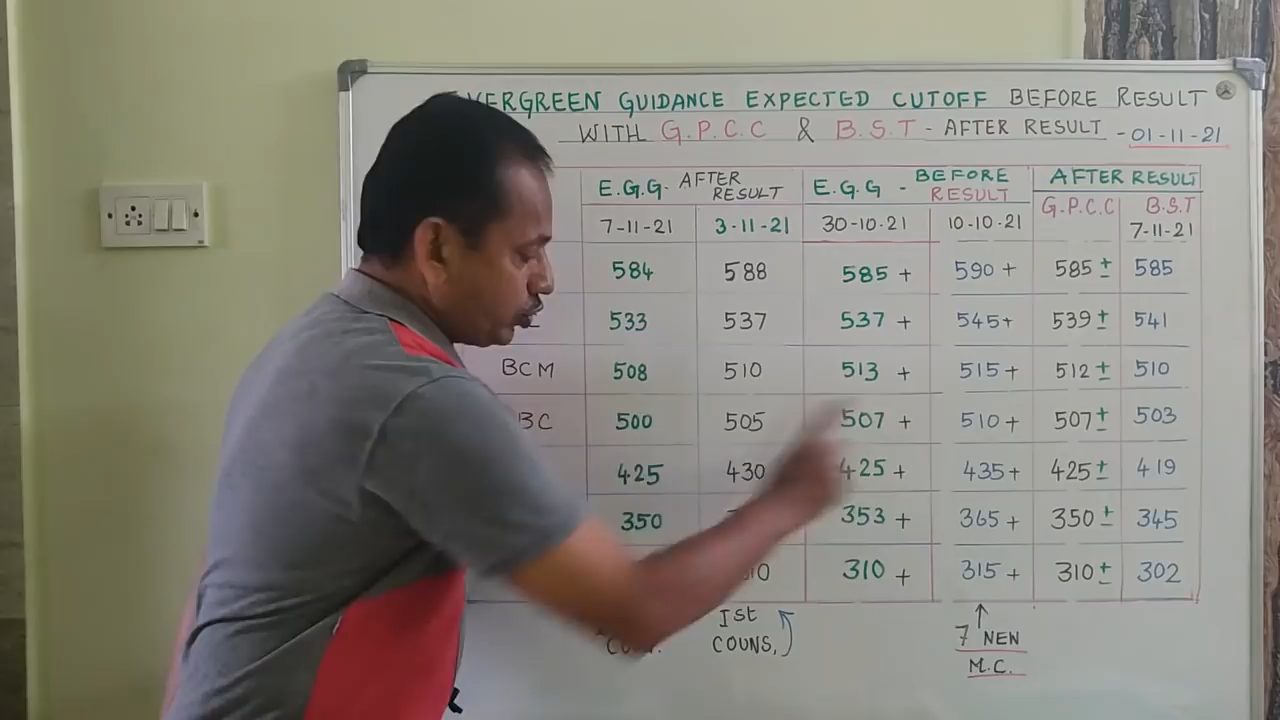 EVERGREEN GUIDANCE EXPECTED CUTOFF BEFORE RESULT
WITH G.P.C.C & B.S.T - AFTER RESULT - 01-11-21
E.G.G - AFTER RESULT E.G.G - BEFORE RESULT AFTER RESULT
7-11-21 3-11-21 30-10-21 10-10-21 G.P.C.C B.S.T 7-11-21
584 588 585 + 590 + 585 ± 585
533 537 537 + 545+ 539 ± 541
BCM 508 510 513 + 515 + 512 ± 510
BC 500 505 507 + 510 + 507 ± 503
425 430 425 + 435+ 425 ± 419
350 353 + 365 + 350 ± 345
310 + 315 + 310 ± 302
Ist COUNS,
7 NEN
M.C.